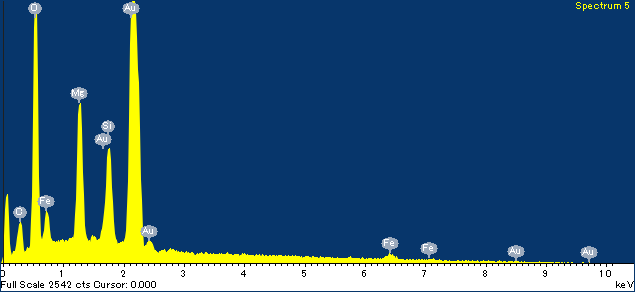 Spectrum 5
O Au
Mg
Si
Au
Fe
Au
Fe
Fe
Au
Au
0 1 2 3 4 5 6 7 8 9 10
Full Scale 2542 cts Cursor: 0.000 keV